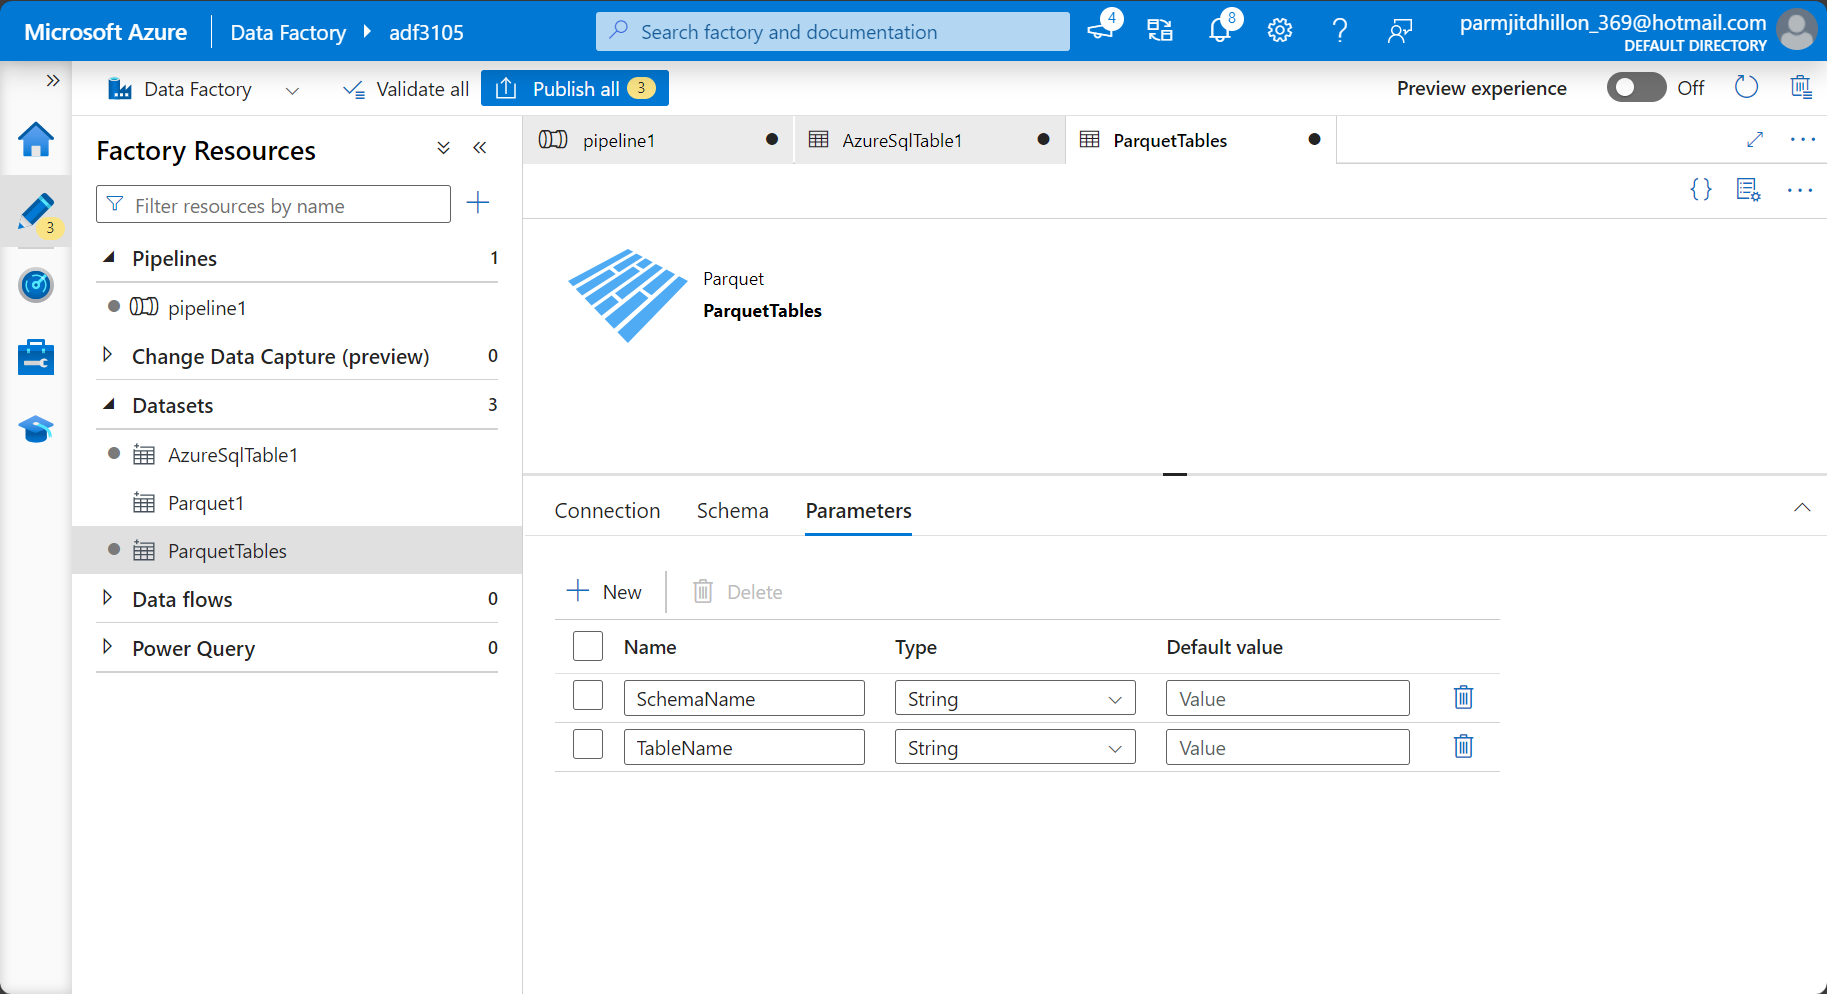 Microsoft Azure
Data Factory
adf3105
Search factory and documentation
4
8
parmjitdhillon_369@hotmail.com
DEFAULT DIRECTORY
Data Factory
Validate all
Publish all
3
Preview experience
Off
3
Factory Resources
Filter resources by name
Pipelines
1
pipeline1
Change Data Capture (preview)
0
Datasets
3
AzureSqlTable1
Parquet1
ParquetTables
Data flows
0
Power Query
0
pipeline1
AzureSqlTable1
ParquetTables
Parquet
ParquetTables
Connection
Schema
Parameters
New
Delete
Name
Type
Default value
SchemaName
String
Value
TableName
String
Value